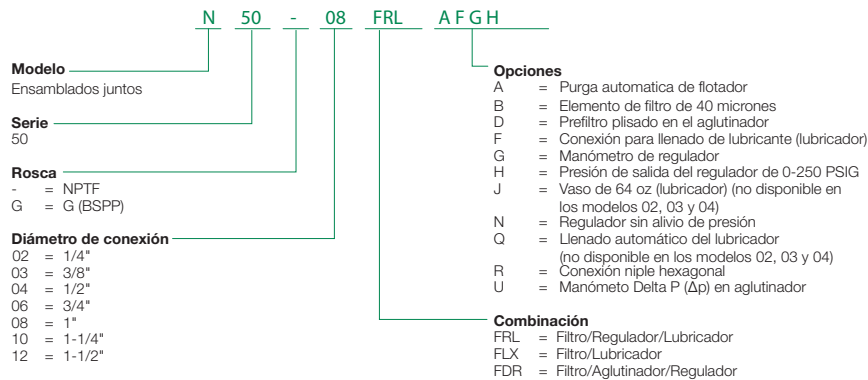 N 50 - 08 FRL A F G H
Modelo
Ensamblados juntos
Serie
50
Rosca
- = NPTF
G = G (BSPP)
Diámetro de conexión
02 = 1/4"
03 = 3/8"
04 = 1/2"
06 = 3/4"
08 = 1"
10 = 1-1/4"
12 = 1-1/2"
Opciones
A = Purga automatica de flotador
B = Elemento de filtro de 40 micrones
D = Prefiltro plisado en el aglutinador
F = Conexión para llenado de lubricante (lubricador)
G = Manómetro de regulador
H = Presión de salida del regulador de 0-250 PSIG
J = Vaso de 64 oz (lubricador) (no disponible en
los modelos 02, 03 y 04)
N = Regulador sin alivio de presión
Q = Llenado automático del lubricador
(no disponible en los modelos 02, 03 y 04)
R = Conexión niple hexagonal
U = Manómeto Delta P (Δp) en aglutinador
Combinación
FRL = Filtro/Regulador/Lubricador
FLX = Filtro/Lubricador
FDR = Filtro/Aglutinador/Regulador